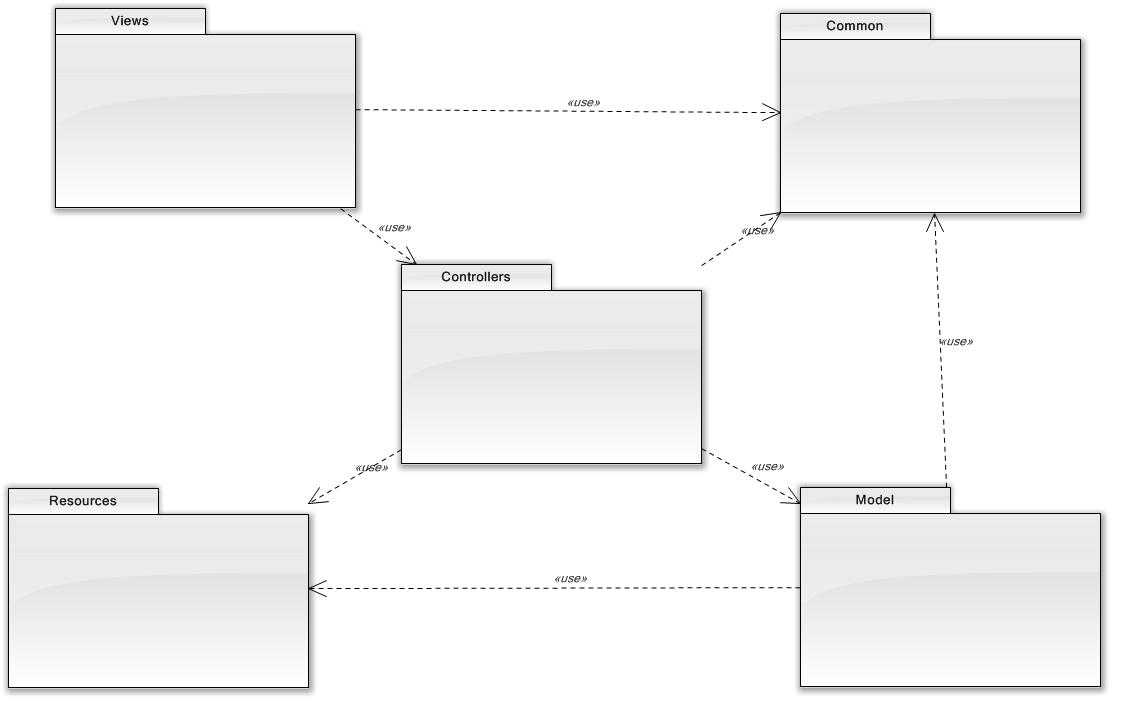 Views
Common
«use»
«use»
«use»
Controllers
«use»
«use»
«use»
Resources
Model
«use»